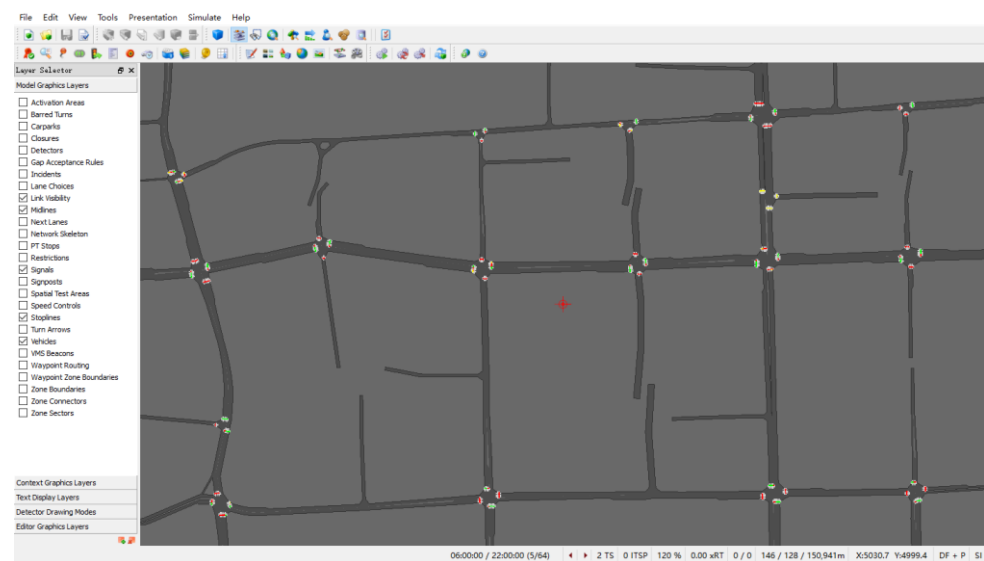 File Edit View Tools Presentation Simulate Help
Layer Selector
Model Graphics Layers
Activation Areas
Barred Turns
Carparks
Closures
Detectors
Gap Acceptance Rules
Incidents
Lane Choices
Link Visibility
Midlines
Next Lanes
Network Skeleton
PT Stops
Restrictions
Signals
Signposts
Spatial Test Areas
Speed Controls
Stoplines
Turn Arrows
Vehicles
VMS Beacons
Waypoint Routing
Waypoint Zone Boundaries
Zone Boundaries
Zone Connectors
Zone Sectors
Context Graphics Layers
Text Display Layers
Detector Drawing Modes
Editor Graphics Layers
06:00:00 / 22:00:00 (5/64) 2 TS 0 ITSP 120 % 0.00 xRT 0 / 0 146 / 128 / 150,941m X:5030.7 Y:4999.4 DF + P SI